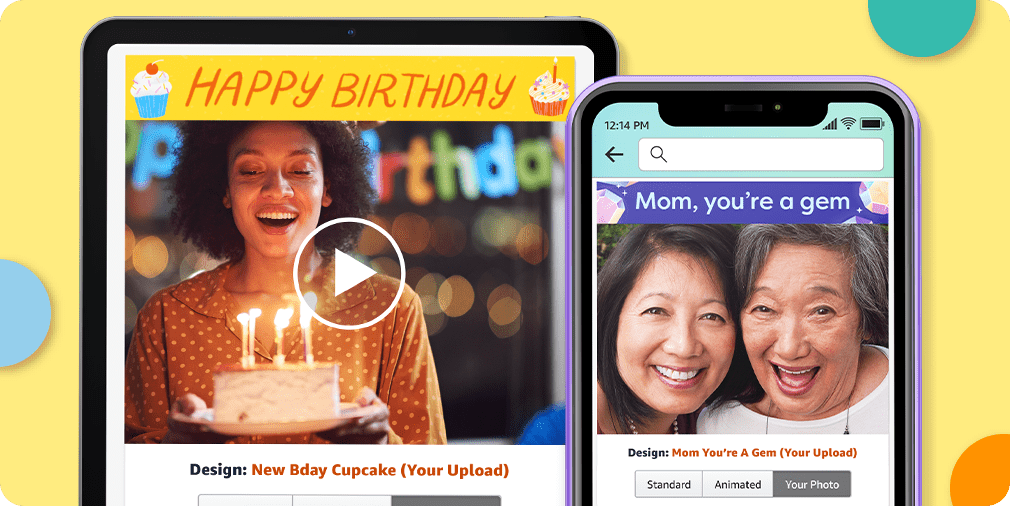 HAPPY BIRTHDAY
Design: New Bday Cupcake (Your Upload)
12:14 PM
Mom, you're a gem
Design: Mom You're A Gem (Your Upload)
Standard Animated Your Photo